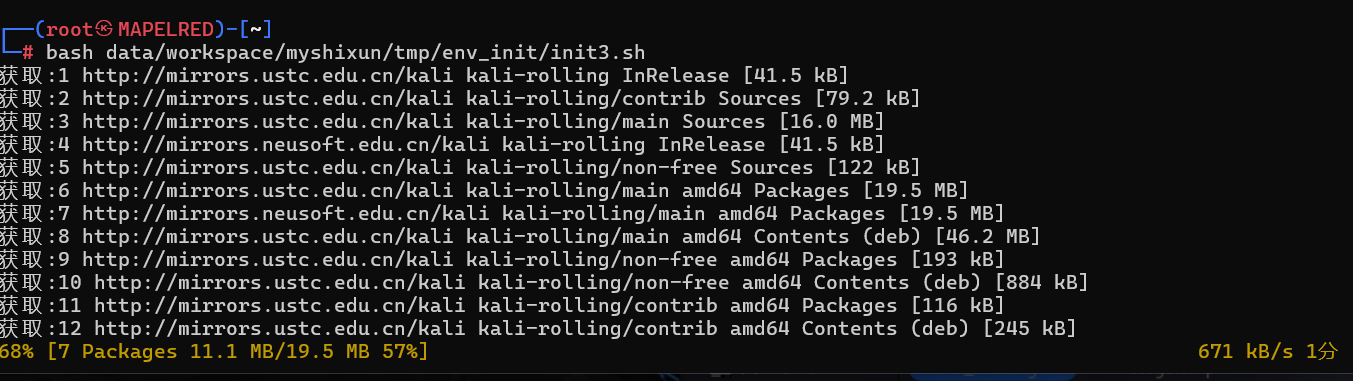 ┌──(root㉿MAPELRED)-[~]
└─# bash data/workspace/myshixun/tmp/env_init/init3.sh
获取:1 http://mirrors.ustc.edu.cn/kali kali-rolling InRelease [41.5 kB]
获取:2 http://mirrors.ustc.edu.cn/kali kali-rolling/contrib Sources [79.2 kB]
获取:3 http://mirrors.ustc.edu.cn/kali kali-rolling/main Sources [16.0 MB]
获取:4 http://mirrors.neusoft.edu.cn/kali kali-rolling InRelease [41.5 kB]
获取:5 http://mirrors.ustc.edu.cn/kali kali-rolling/non-free Sources [122 kB]
获取:6 http://mirrors.ustc.edu.cn/kali kali-rolling/main amd64 Packages [19.5 MB]
获取:7 http://mirrors.neusoft.edu.cn/kali kali-rolling/main amd64 Packages [19.5 MB]
获取:8 http://mirrors.ustc.edu.cn/kali kali-rolling/main amd64 Contents (deb) [46.2 MB]
获取:9 http://mirrors.ustc.edu.cn/kali kali-rolling/non-free amd64 Packages [193 kB]
获取:10 http://mirrors.ustc.edu.cn/kali kali-rolling/non-free amd64 Contents (deb) [884 kB]
获取:11 http://mirrors.ustc.edu.cn/kali kali-rolling/contrib amd64 Packages [116 kB]
获取:12 http://mirrors.ustc.edu.cn/kali kali-rolling/contrib amd64 Contents (deb) [245 kB]
68% [7 Packages 11.1 MB/19.5 MB 57%] 671 kB/s 1分